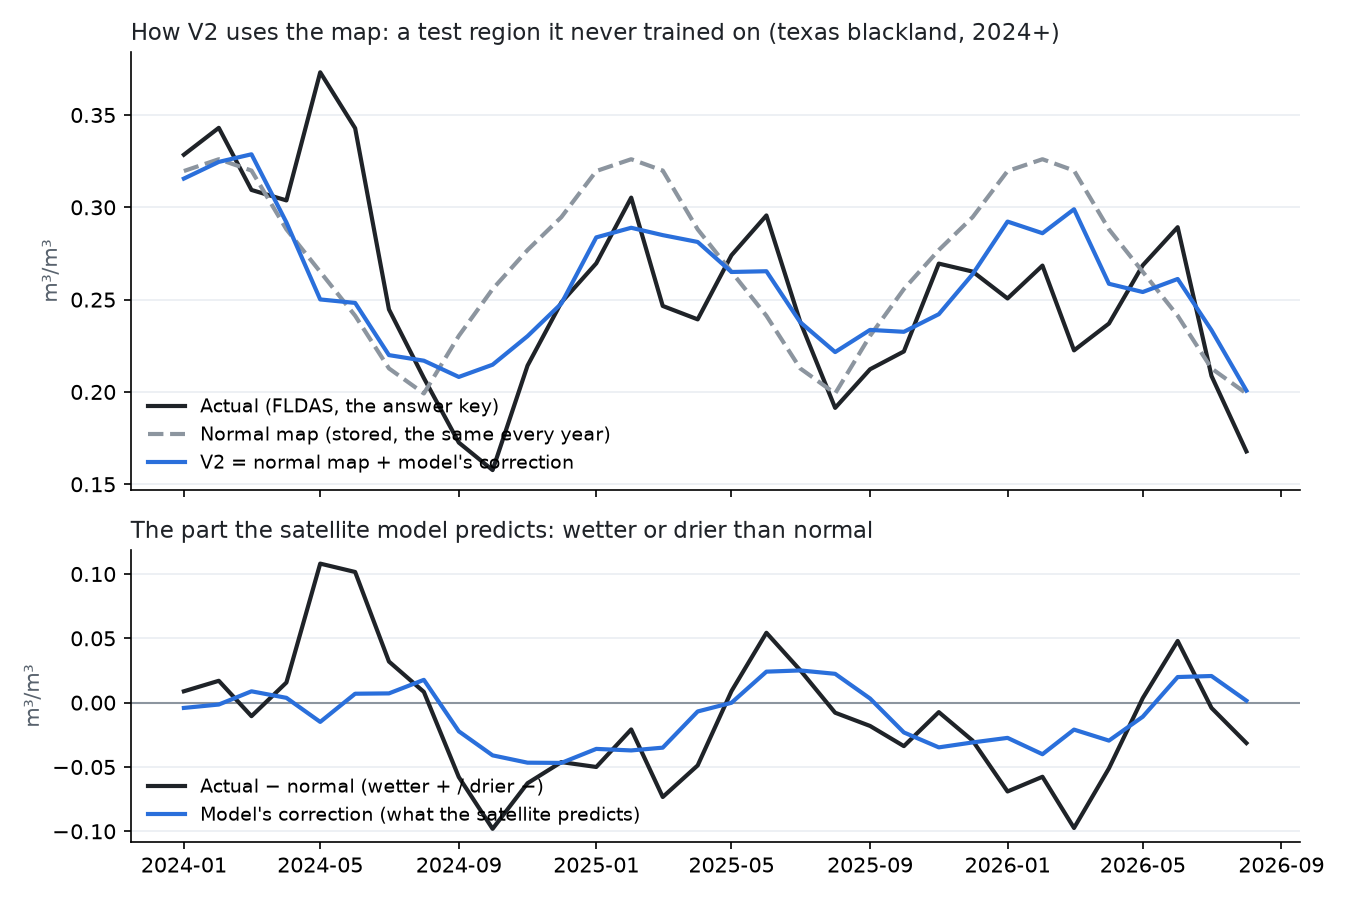 How V2 uses the map: a test region it never trained on (texas blackland, 2024+)
m³/m³
0.35
0.30
0.25
0.20
0.15
Actual (FLDAS, the answer key)
Normal map (stored, the same every year)
V2 = normal map + model's correction
The part the satellite model predicts: wetter or drier than normal
m³/m³
0.10
0.05
0.00
−0.05
−0.10
Actual − normal (wetter + / drier −)
Model's correction (what the satellite predicts)
2024-01 2024-05 2024-09 2025-01 2025-05 2025-09 2026-01 2026-05 2026-09